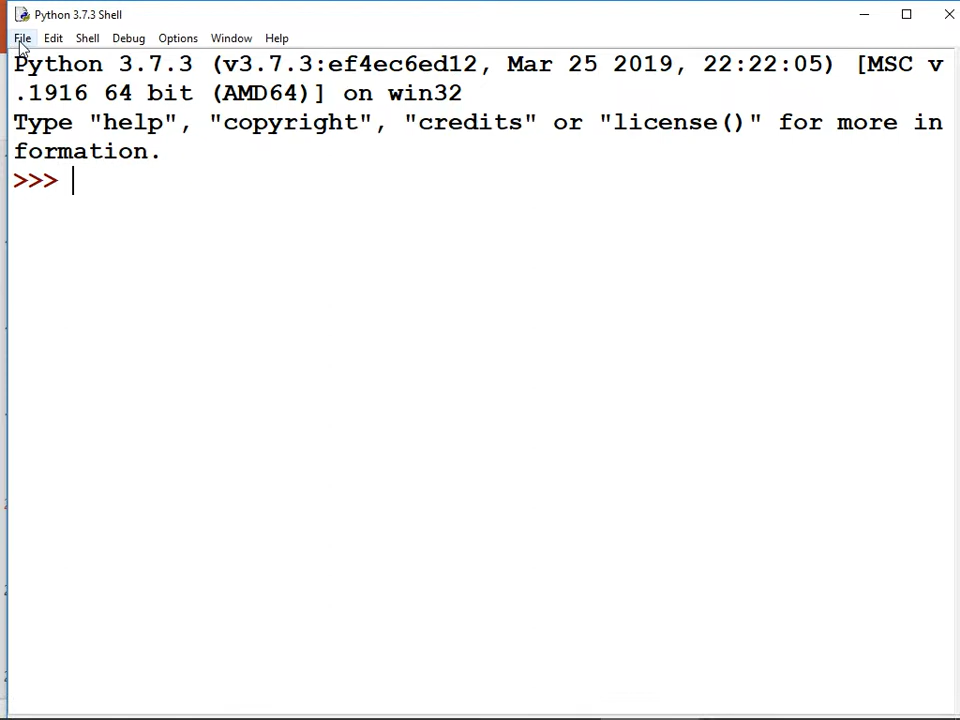 Python 3.7.3 Shell
File Edit Shell Debug Options Window Help
Python 3.7.3 (v3.7.3:ef4ec6ed12, Mar 25 2019, 22:22:05) [MSC v
.1916 64 bit (AMD64)] on win32
Type "help", "copyright", "credits" or "license()" for more in
formation.
>>>